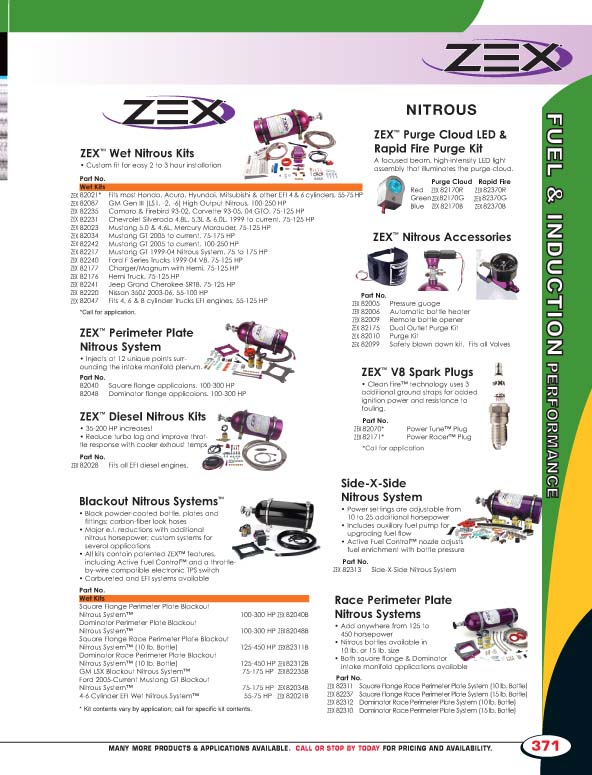 ZEX
ZEX
ZEX™ Wet Nitrous Kits
• Custom fit for easy 2 to 3 hour installation
Part No.
Wet Kits
ZEX 82021* Fits most Honda, Acura, Hyundai, Mitsubishi & other EFI 4 & 6 cylinders, 55-75 HP
ZEX 82087 GM Gen III (LS1, -2, -6) High Output Nitrous, 100-250 HP
ZEX 82235 Camaro & Firebird 93-02, Corvette 93-05, 04 GTO, 75-125 HP
ZEX 82231 Chevrolet Silverado 4.8L, 5.3L & 6.0L, 1999 to current, 75-125 HP
ZEX 82023 Mustang 5.0 & 4.6L, Mercury Marauder, 75-125 HP
ZEX 82034 Mustang GT 2005 to current, 75-175 HP
ZEX 82242 Mustang GT 2005 to current, 100-250 HP
ZEX 82217 Mustang GT 1999-04 Nitrous System, 75 to 175 HP
ZEX 82240 Ford F Series Trucks 1999-04 V8, 75-125 HP
ZEX 82177 Charger/Magnum with Hemi, 75-125 HP
ZEX 82176 Hemi Truck, 75-125 HP
ZEX 82241 Jeep Grand Cherokee SRT8, 75-125 HP
ZEX 82220 Nissan 350Z 2003-06, 55-100 HP
ZEX 82047 Fits 4, 6 & 8 cylinder Trucks EFI engines, 55-125 HP
*Call for application.
ZEX™ Perimeter Plate
Nitrous System
• Injects at 12 unique points surr-
ounding the intake manifold plenum.
Part No.
82040 Square flange applicaions, 100-300 HP
82048 Dominator flange applicaions, 100-300 HP
ZEX™ Diesel Nitrous Kits
• 35-200 HP increases!
• Reduce turbo lag and improve throt-
tle response with cooler exhaust temps
Part No.
ZEX 82028 Fits all EFI diesel engines.
Blackout Nitrous Systems™
• Black powder-coated bottle, plates and
fittings; carbon-fiber look hoses
• Major e.t. reductions with additional
nitrous horsepower; custom systems for
several applications
• All kits contain patented ZEX™ features,
including Active Fuel Control™ and a throttle-
by-wire compatible electronic TPS switch
• Carbureted and EFI systems available
Part No.
Wet Kits
Square Flange Perimeter Plate Blackout
Nitrous System™ 100-300 HP ZEX 82040B
Dominator Perimeter Plate Blackout
Nitrous System™ 100-300 HP ZEX 82048B
Square Flange Race Perimeter Plate Blackout
Nitrous System™ (10 lb. Bottle) 125-450 HP ZEX 82311B
Dominator Race Perimeter Plate Blackout
Nitrous System™ (10 lb. Bottle) 125-450 HP ZEX 82312B
GM LSX Blackout Nitrous System™ 75-175 HP ZEX 82235B
Ford 2005-Current Mustang GT Blackout
Nitrous System™ 75-175 HP ZEX 82034B
4-6 Cylinder EFI Wet Nitrous System™ 55-75 HP ZEX 82021B
* Kit contents vary by application; call for specific kit contents.
NITROUS
ZEX™ Purge Cloud LED &
Rapid Fire Purge Kit
A focused beam, high-intensity LED light
assembly that illuminates the purge cloud.
Purge Cloud Rapid Fire
Red ZEX 82170R ZEX 82370R
Green ZEX 82170G ZEX 82370G
Blue ZEX 82170B ZEX 82370B
ZEX™ Nitrous Accessories
Part No.
ZEX 82005 Pressure guage
ZEX 82006 Automatic bottle heater
ZEX 82009 Remote bottle opener
ZEX 82175 Dual Outlet Purge Kit
ZEX 82010 Purge Kit
ZEX 82099 Safety blown down kit, Fits all Valves
ZEX™ V8 Spark Plugs
• Clean Fire™ technology uses 3
additional ground straps for added
ignition power and resistance to
fouling.
Part No.
ZEX 82070* Power Tune™ Plug
ZEX 82171* Power Racer™ Plug
*Call for application
Side-X-Side
Nitrous System
• Power settings are adjustable from
10 to 25 additional horsepower
• Includes auxiliary fuel pump for
upgrading fuel flow
• Active Fuel Control™ nozzle adjusts
fuel enrichment with bottle pressure
Part No.
ZEX 82313 Side-X-Side Nitrous System
Race Perimeter Plate
Nitrous Systems
• Add anywhere from 125 to
450 horsepower
• Nitrous bottles available in
10 lb. or 15 lb. size
• Both square flange & Dominator
intake manifold applications available
Part No.
ZEX 82311 Square Flange Race Perimeter Plate System (10 lb. Bottle)
ZEX 82237 Square Flange Race Perimeter Plate System (15 lb. Bottle)
ZEX 82312 Dominator Race Perimeter Plate System (10 lb. Bottle)
ZEX 82310 Dominator Race Perimeter Plate System (15 lb. Bottle)
FUEL & INDUCTION PERFORMANCE
MANY MORE PRODUCTS & APPLICATIONS AVAILABLE. CALL OR STOP BY TODAY FOR PRICING AND AVAILABILITY.
371